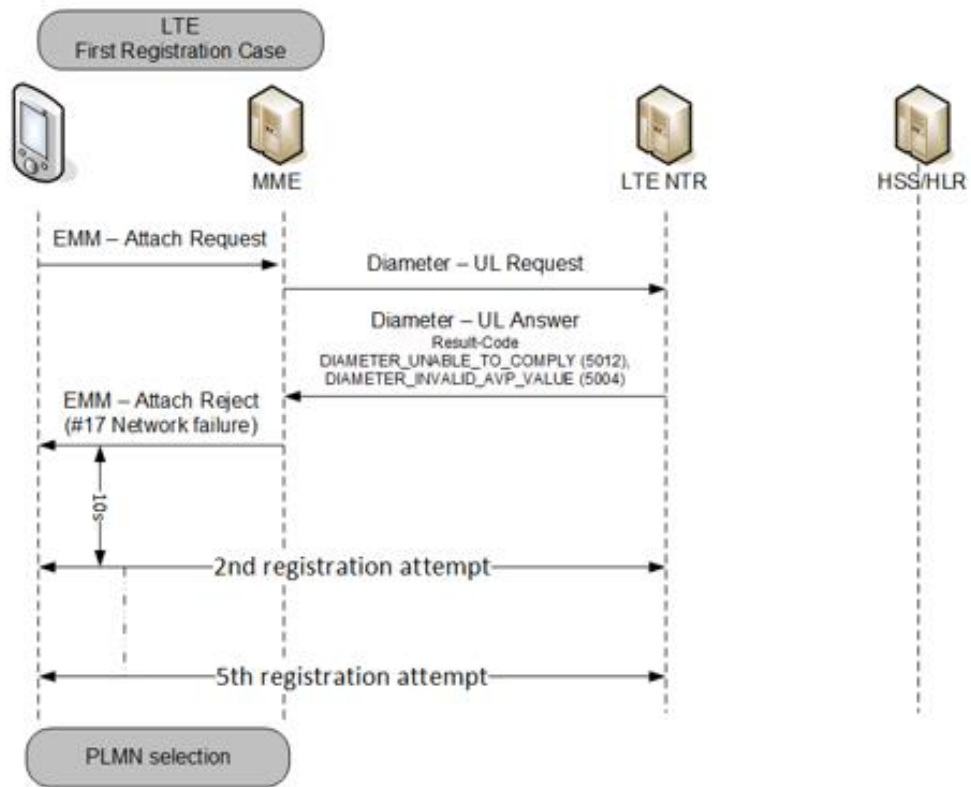 LTE
First Registration Case
MME
LTE NTR
HSS/HLR
EMM – Attach Request
Diameter – UL Request
Diameter – UL Answer
Result-Code
DIAMETER_UNABLE_TO_COMPLY (5012),
DIAMETER_INVALID_AVP_VALUE (5004)
EMM – Attach Reject
(#17 Network failure)
10s
2nd registration attempt
5th registration attempt
PLMN selection